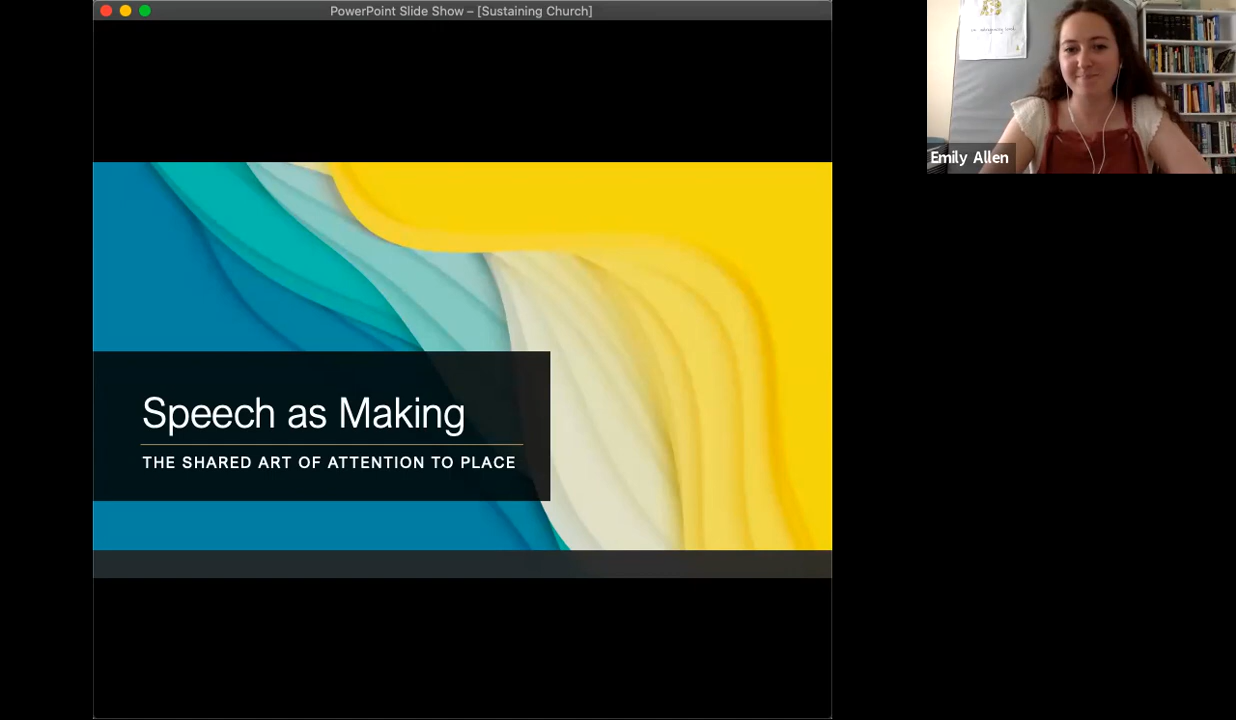 PowerPoint Slide Show – [Sustaining Church]
Speech as Making
THE SHARED ART OF ATTENTION TO PLACE
Emily Allen